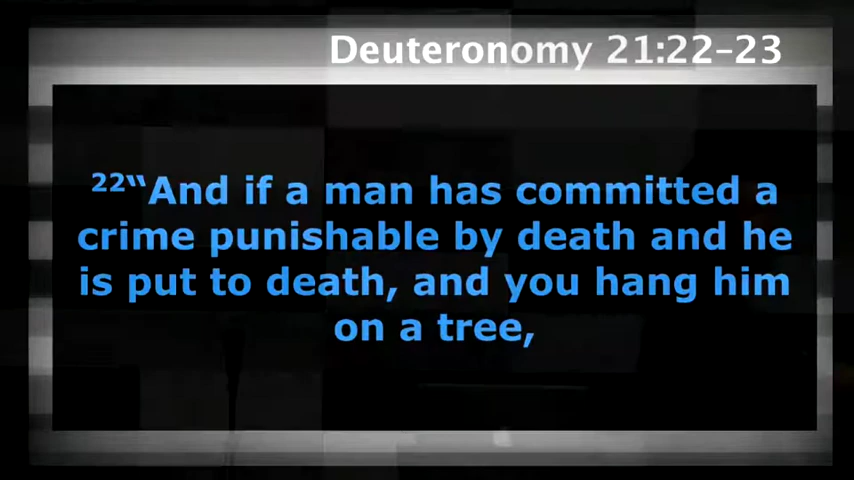 Deuteronomy 21:22–23
22“And if a man has committed a
crime punishable by death and he
is put to death, and you hang him
on a tree,